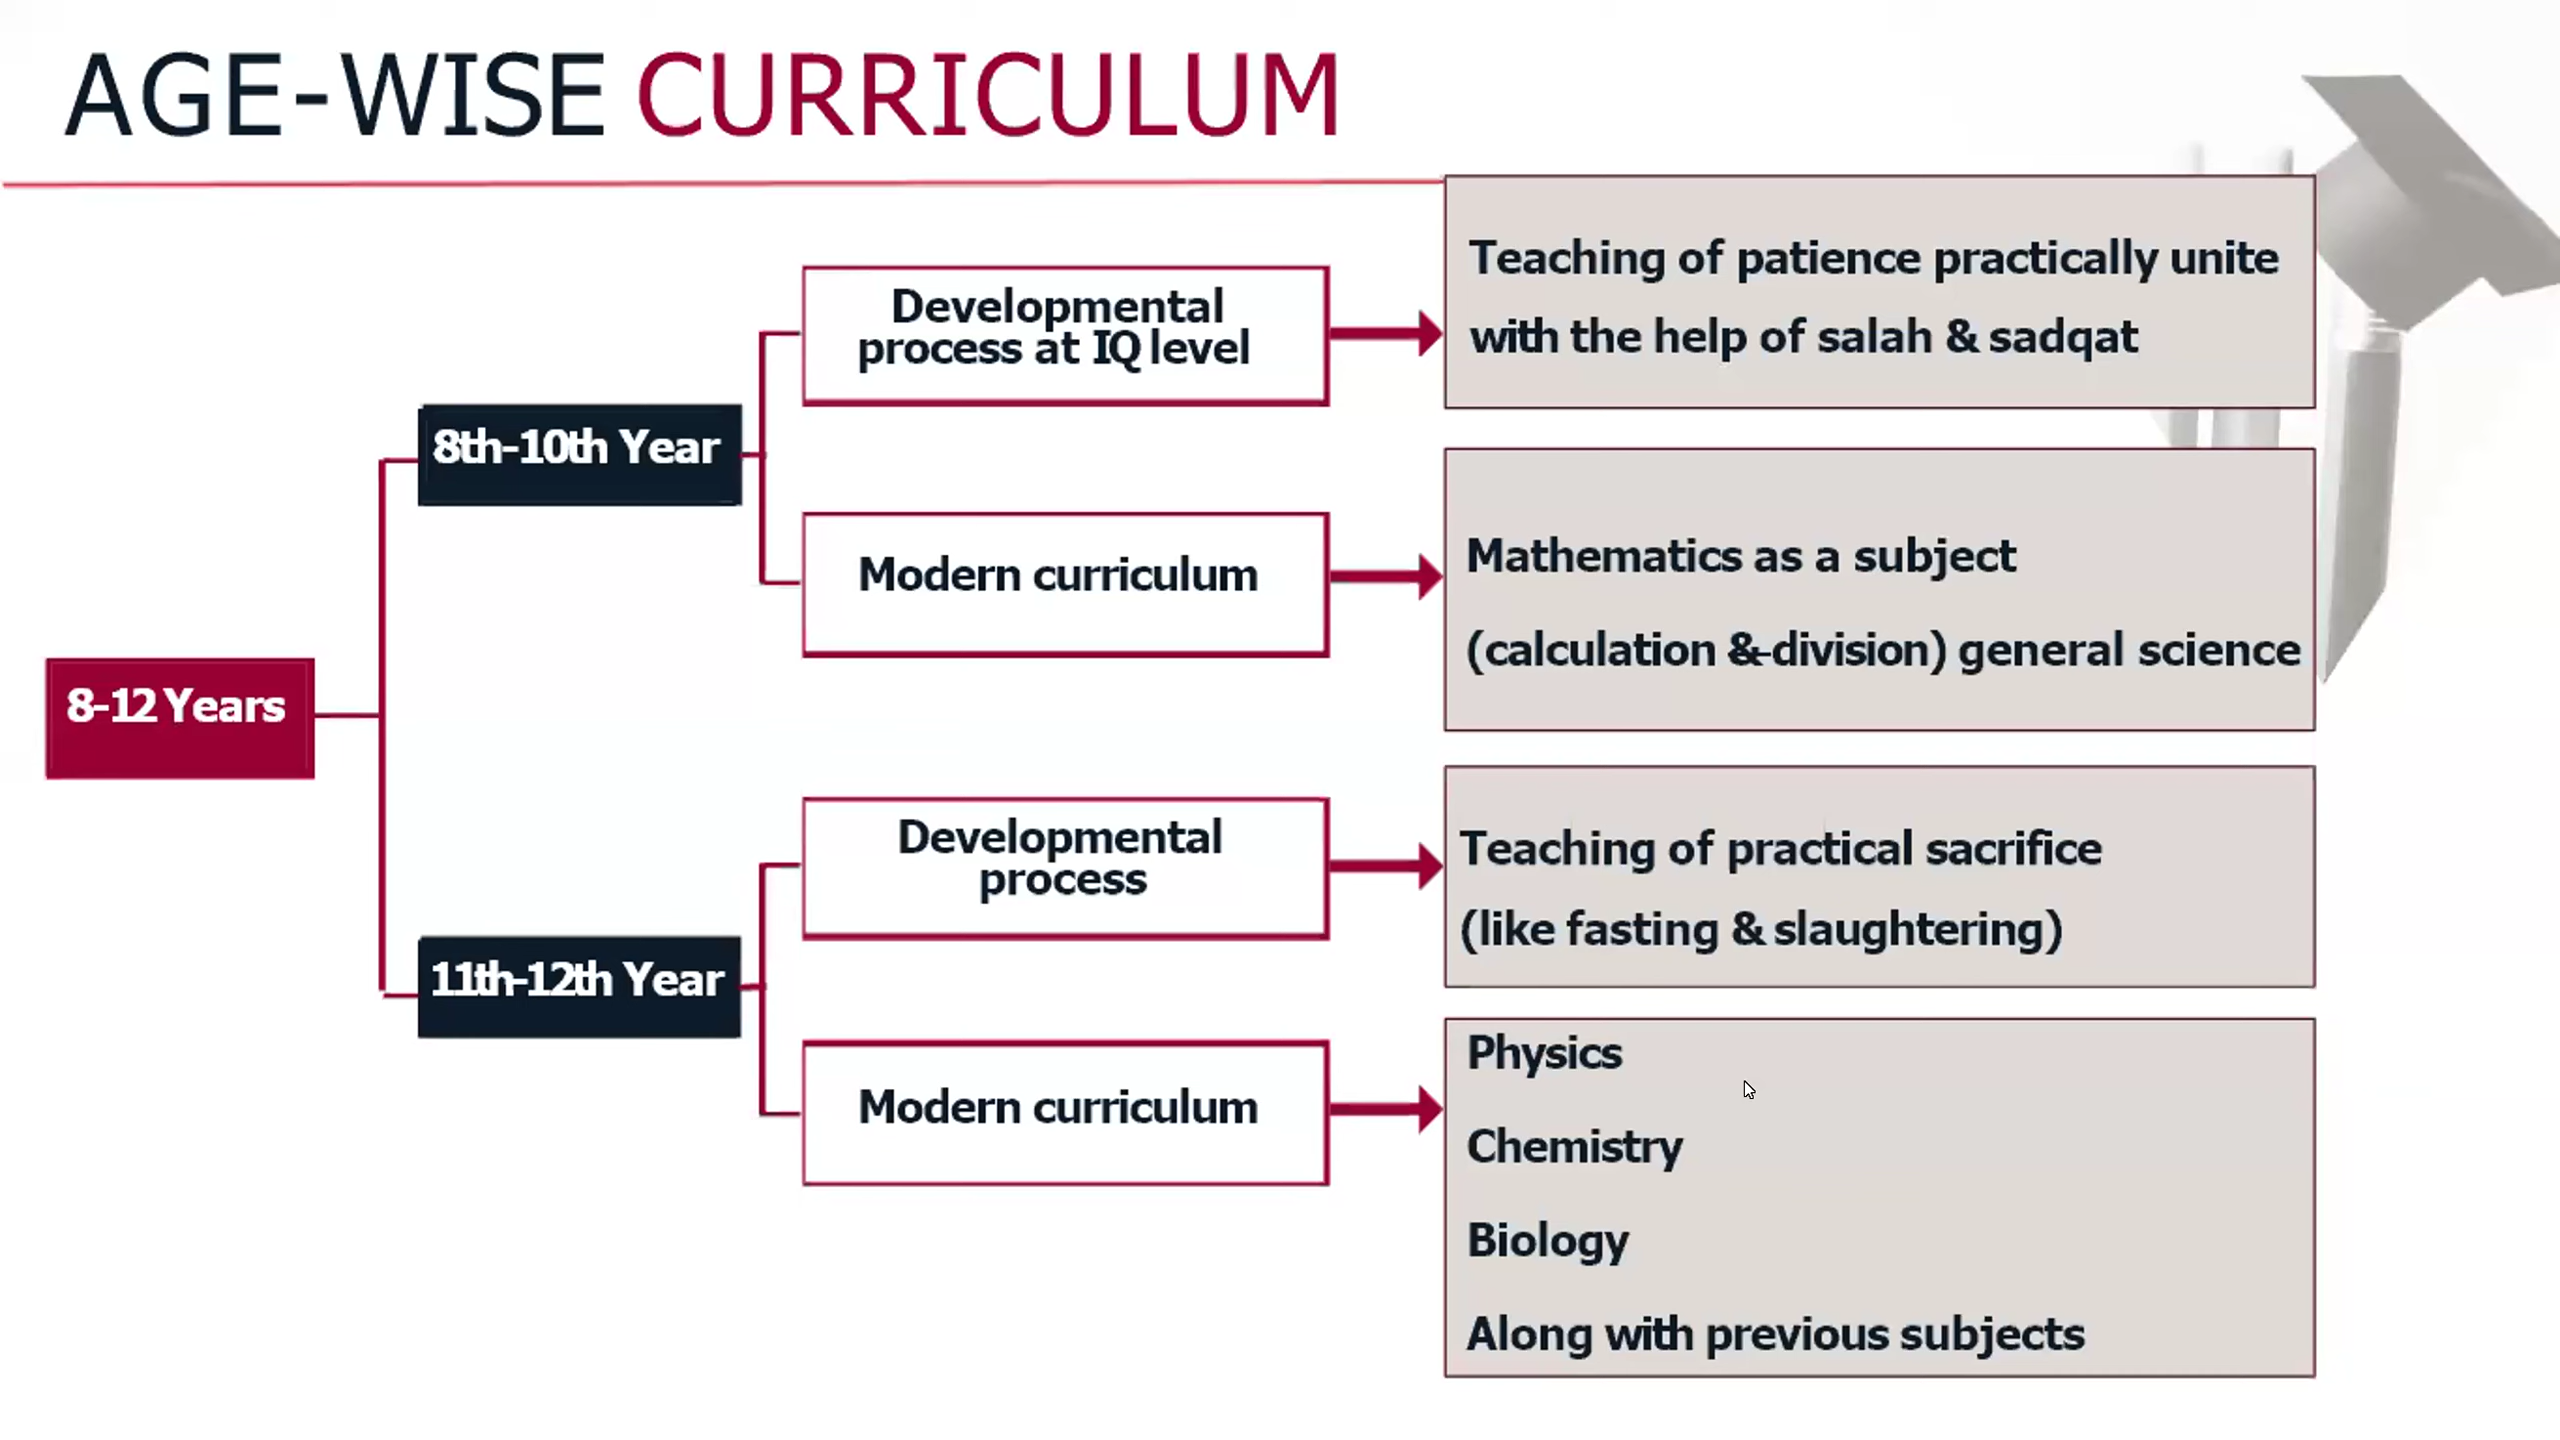 AGE-WISE CURRICULUM
8-12 Years
8th-10th Year
Developmental
process at IQ level
Teaching of patience practically unite
with the help of salah & sadqat
Modern curriculum
Mathematics as a subject
(calculation &-division) general science
11th-12th Year
Developmental
process
Teaching of practical sacrifice
(like fasting & slaughtering)
Modern curriculum
Physics
Chemistry
Biology
Along with previous subjects